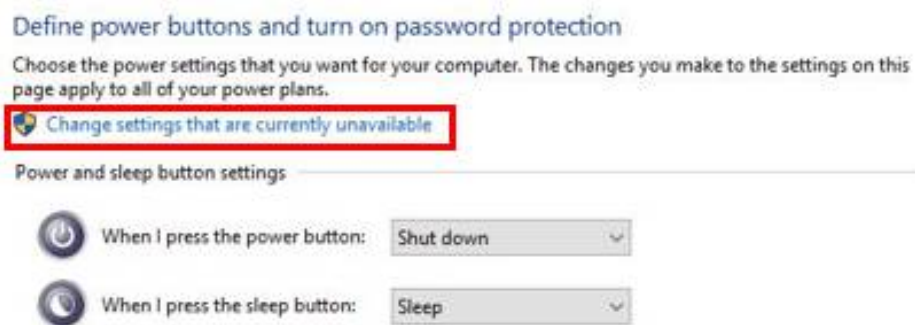 Define power buttons and turn on password protection
Choose the power settings that you want for your computer. The changes you make to the settings on this
page apply to all of your power plans.
Change settings that are currently unavailable
Power and sleep button settings
When I press the power button: Shut down
When I press the sleep button: Sleep